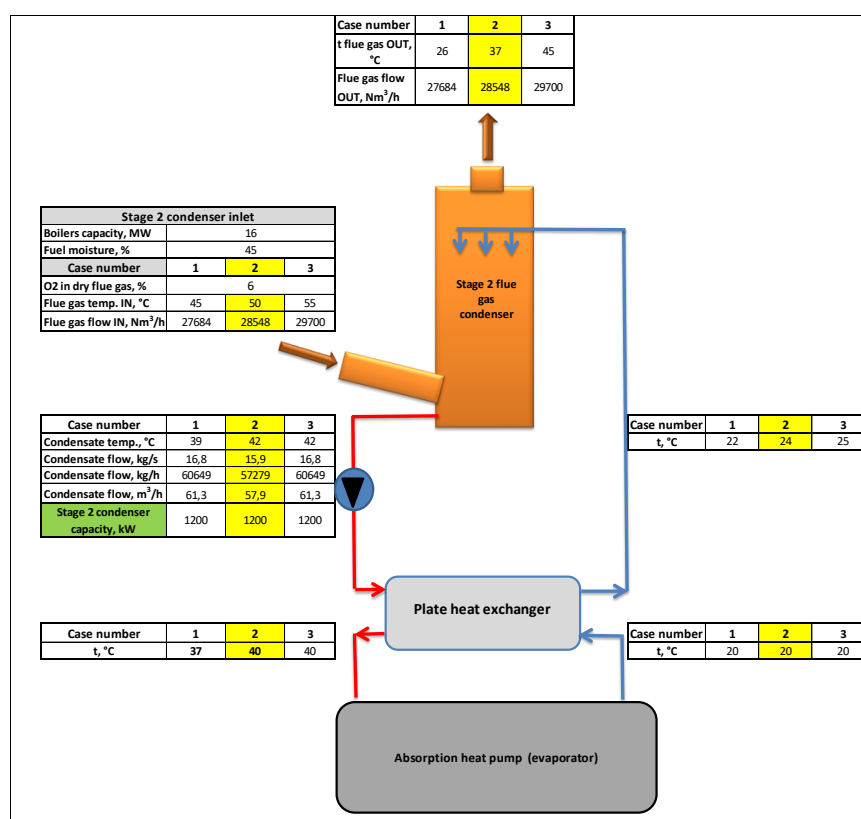 Case number 1 2 3
t flue gas OUT, °C 26 37 45
Flue gas flow OUT, Nm³/h 27684 28548 29700
Stage 2 condenser inlet
Boilers capacity, MW 16
Fuel moisture, % 45
Case number 1 2 3
O2 in dry flue gas, % 6
Flue gas temp. IN, °C 45 50 55
Flue gas flow IN, Nm³/h 27684 28548 29700
Stage 2 flue
gas
condenser
Case number 1 2 3
Condensate temp., °C 39 42 42
Condensate flow, kg/s 16,8 15,9 16,8
Condensate flow, kg/h 60649 57279 60649
Condensate flow, m³/h 61,3 57,9 61,3
Stage 2 condenser capacity, kW 1200 1200 1200
Case number 1 2 3
t, °C 22 24 25
Plate heat exchanger
Case number 1 2 3
t, °C 37 40 40
Case number 1 2 3
t, °C 20 20 20
Absorption heat pump (evaporator)